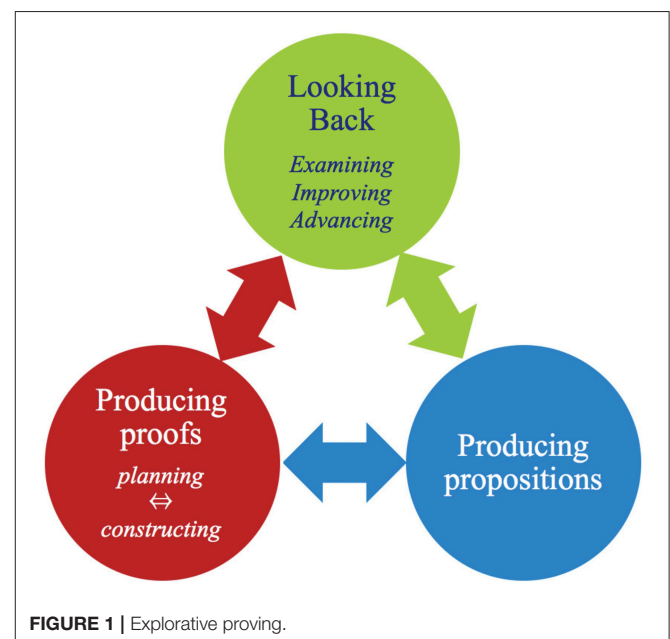 Looking
Back
Examining
Improving
Advancing
Producing
proofs
planning
⇔
constructing
Producing
propositions
FIGURE 1 | Explorative proving.